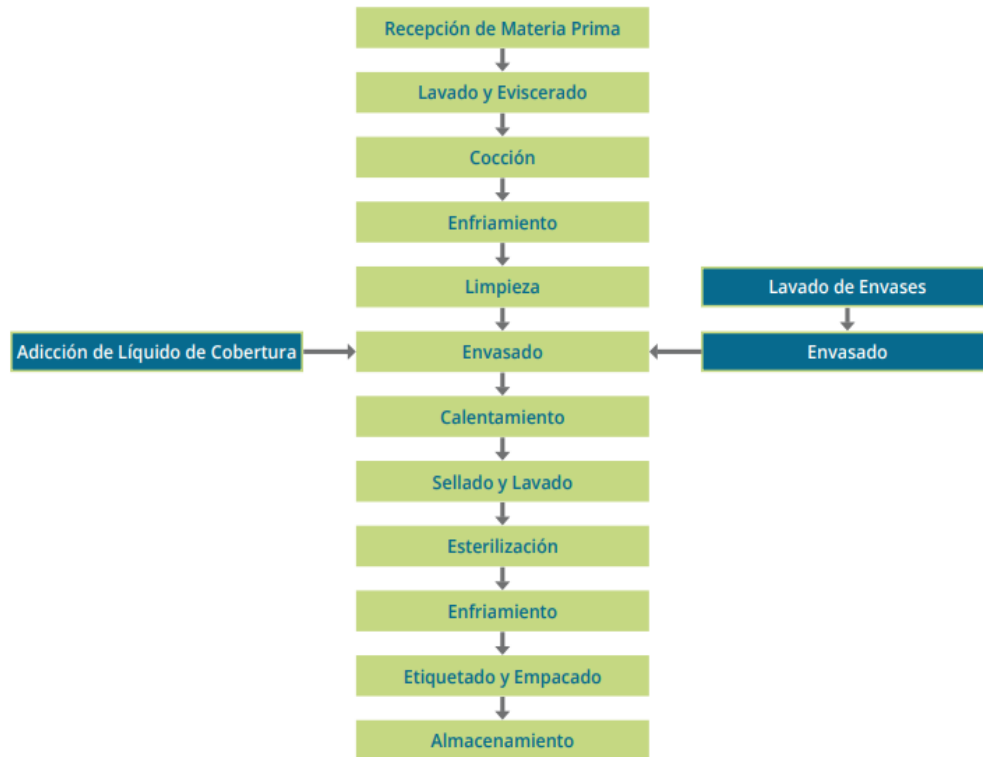 Recepción de Materia Prima
Lavado y Eviscerado
Cocción
Enfriamiento
Limpieza
Lavado de Envases
Adicción de Líquido de Cobertura
Envasado
Envasado
Calentamiento
Sellado y Lavado
Esterilización
Enfriamiento
Etiquetado y Empacado
Almacenamiento